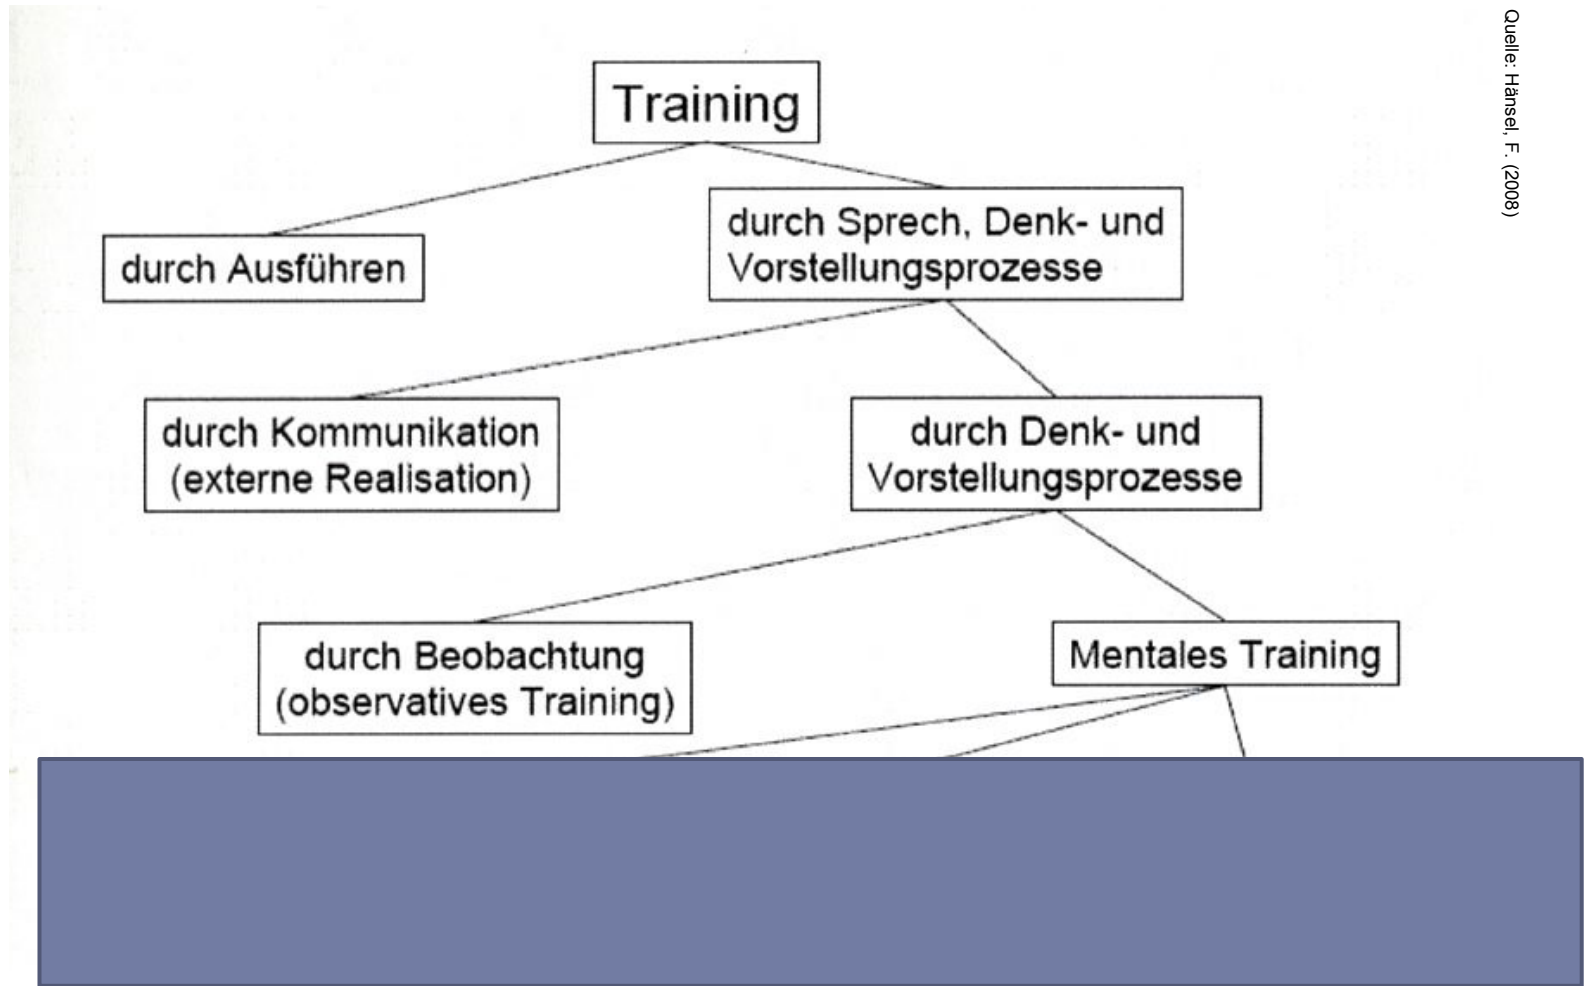 Quelle: Hänsel, F. (2008)
Training
durch Sprech, Denk- und
Vorstellungsprozesse
durch Ausführen
durch Kommunikation
(externe Realisation)
durch Denk- und
Vorstellungsprozesse
durch Beobachtung
(observatives Training)
Mentales Training